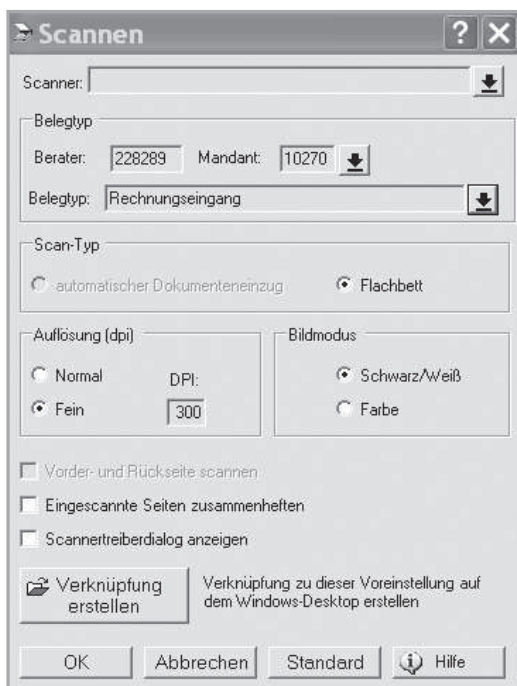 Scannen
Scanner:
Belegtyp
Berater: 228289 Mandant: 10270
Belegtyp: Rechnungseingang
Scan-Typ
automatischer Dokumenteneinzug Flachbett
Auflösung (dpi) Bildmodus
Normal DPI: Schwarz/Weiß
Fein 300 Farbe
Vorder- und Rückseite scannen
Eingescannte Seiten zusammenheften
Scannertreiberdialog anzeigen
Verknüpfung erstellen Verknüpfung zu dieser Voreinstellung auf
dem Windows-Desktop erstellen
OK Abbrechen Standard Hilfe